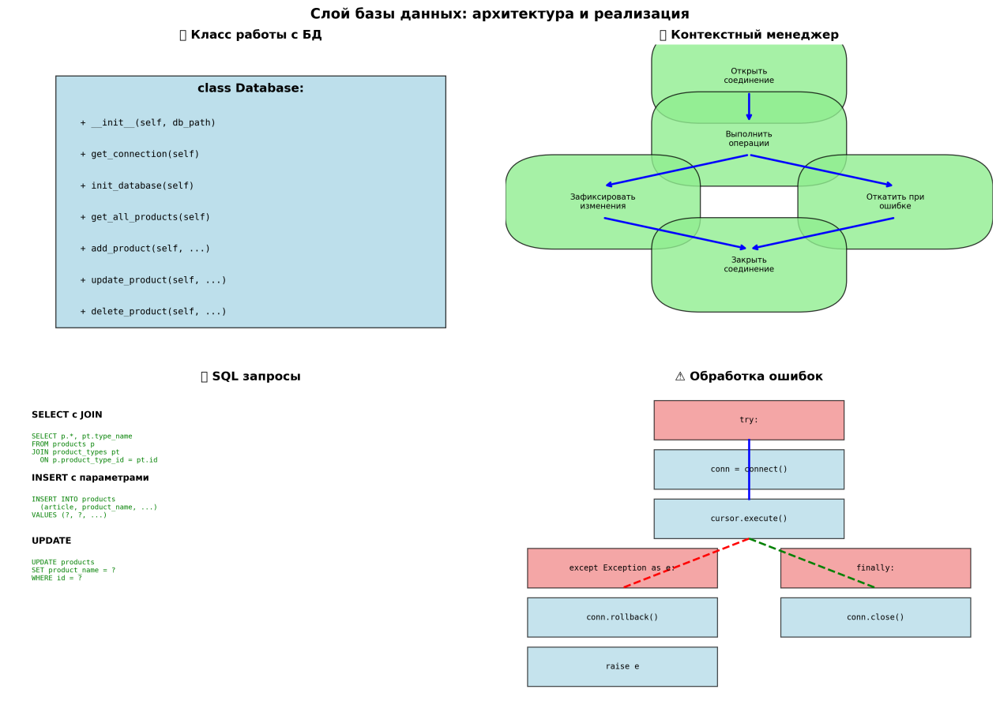 Слой базы данных: архитектура и реализация
Класс работы с БД
class Database:
+ __init__(self, db_path)
+ get_connection(self)
+ init_database(self)
+ get_all_products(self)
+ add_product(self, ...)
+ update_product(self, ...)
+ delete_product(self, ...)
Контекстный менеджер
Открыть
соединение
Выполнить
операции
Зафиксировать
изменения
Откатить при
ошибке
Закрыть
соединение
SQL запросы
SELECT с JOIN
SELECT p.*, pt.type_name
FROM products p
JOIN product_types pt
  ON p.product_type_id = pt.id
INSERT с параметрами
INSERT INTO products
  (article, product_name, ...)
VALUES (?, ?, ...)
UPDATE
UPDATE products
SET product_name = ?
WHERE id = ?
⚠ Обработка ошибок
try:
conn = connect()
cursor.execute()
except Exception as e:
finally:
conn.rollback()
conn.close()
raise e